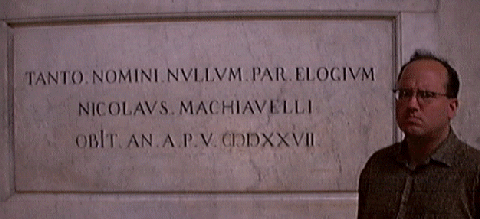 TANTO. NOMINI. NVLLVM. PAR. ELOGIVM
NICOLAVS. MACHIAVELLI
OBIT. AN. A. P. V. CIƆDXXVII